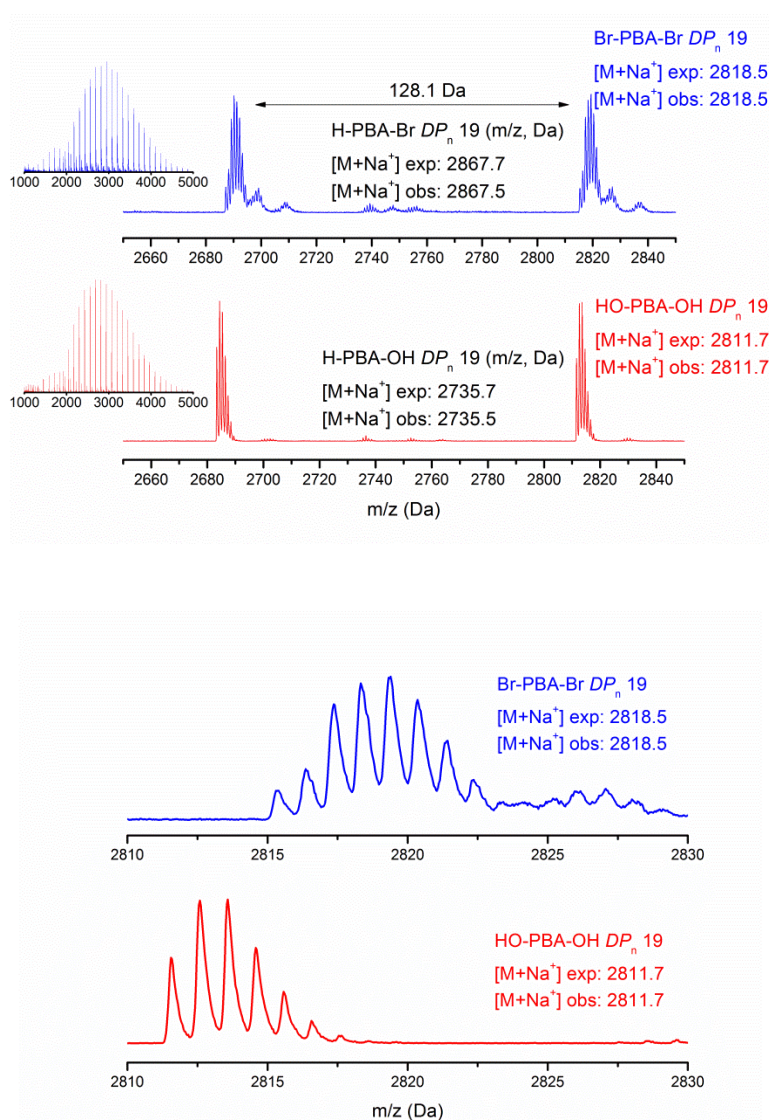 Br-PBA-Br DPn 19
[M+Na+] exp: 2818.5
[M+Na+] obs: 2818.5
128.1 Da
H-PBA-Br DPn 19 (m/z, Da)
[M+Na+] exp: 2867.7
[M+Na+] obs: 2867.5
1000 2000 3000 4000 5000
2660 2680 2700 2720 2740 2760 2780 2800 2820 2840
HO-PBA-OH DPn 19
[M+Na+] exp: 2811.7
[M+Na+] obs: 2811.7
H-PBA-OH DPn 19 (m/z, Da)
[M+Na+] exp: 2735.7
[M+Na+] obs: 2735.5
1000 2000 3000 4000 5000
2660 2680 2700 2720 2740 2760 2780 2800 2820 2840
m/z (Da)
Br-PBA-Br DPn 19
[M+Na+] exp: 2818.5
[M+Na+] obs: 2818.5
2810 2815 2820 2825 2830
HO-PBA-OH DPn 19
[M+Na+] exp: 2811.7
[M+Na+] obs: 2811.7
2810 2815 2820 2825 2830
m/z (Da)